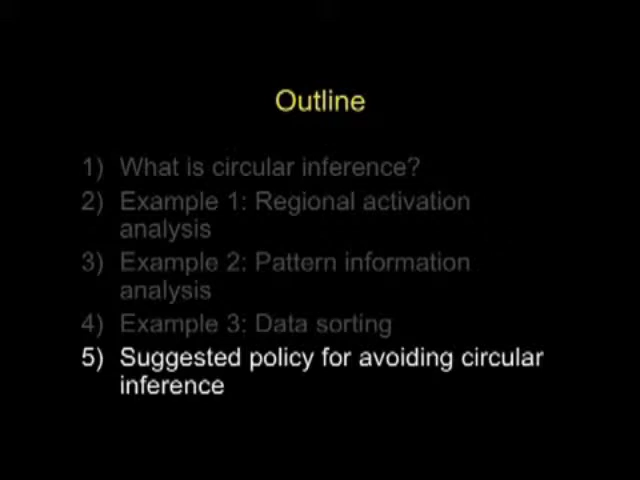 Outline
1) What is circular inference?
2) Example 1: Regional activation
analysis
3) Example 2: Pattern information
analysis
4) Example 3: Data sorting
5) Suggested policy for avoiding circular
inference